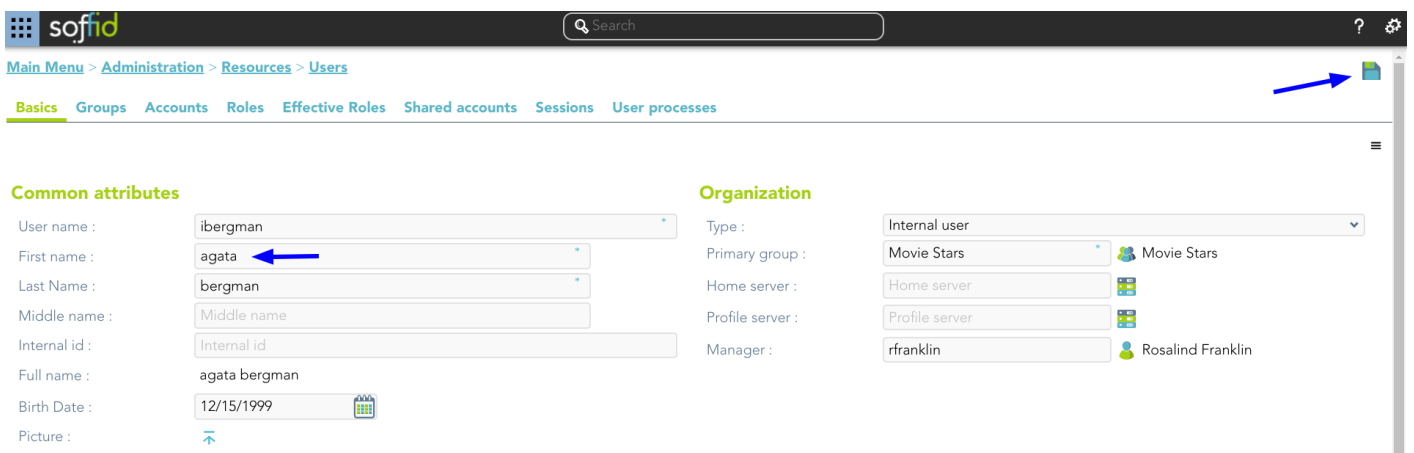 soffid
Search
?
Main Menu > Administration > Resources > Users
Basics Groups Accounts Roles Effective Roles Shared accounts Sessions User processes
Common attributes
User name : ibergman *
First name : agata *
Last Name : bergman *
Middle name : Middle name
Internal id : Internal id
Full name : agata bergman
Birth Date : 12/15/1999
Picture :
Organization
Type : Internal user
Primary group : Movie Stars * Movie Stars
Home server : Home server
Profile server : Profile server
Manager : rfranklin Rosalind Franklin